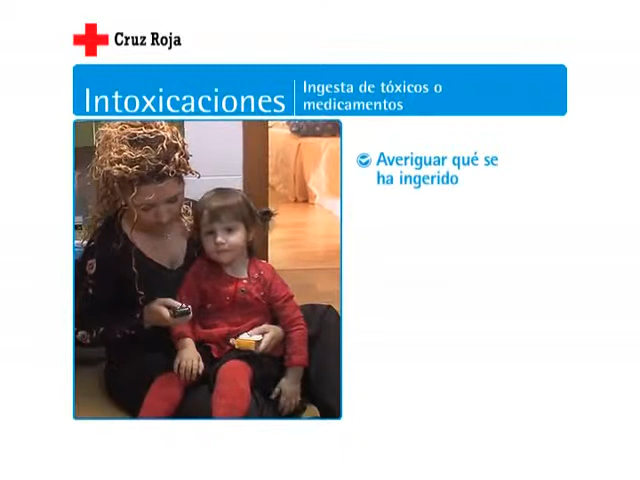 Cruz Roja
Intoxicaciones
Ingesta de tóxicos o
medicamentos
Averiguar qué se
ha ingerido